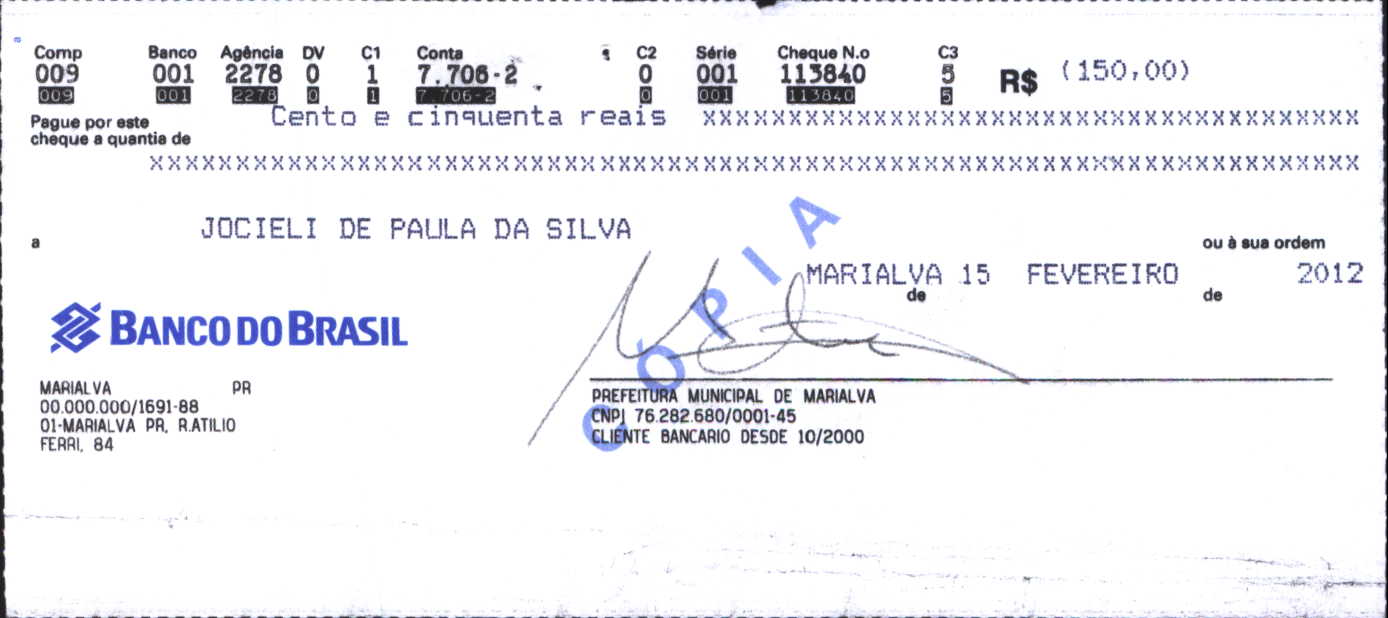 Comp Banco Agência DV C1 Conta C2 Série Cheque N.o C3
009 001 2278 0 1 7.706-2 0 001 113840 5 R$ (150,00)
009 001 2278 0 1 7.706-2 0 001 113840 5
Pague por este
cheque a quantia de Cento e cinquenta reais XXXXXXXXXXXXXXXXXXXXXXXXXXXXXXXXXXXXXXXXXXXXXX
XXXXXXXXXXXXXXXXXXXXXXXXXXXXXXXXXXXXXXXXXXXXXXXXXXXXXXXXXXXXXXXXXXXXXXXXXXXXXXXXXXXX
a JOCIELI DE PAULA DA SILVA ou à sua ordem
MARIALVA 15 de FEVEREIRO de 2012
CÓPIA
BANCO DO BRASIL
MARIALVA PR
00.000.000/1691-88
01-MARIALVA PR, R.ATILIO
FERRI, 84
PREFEITURA MUNICIPAL DE MARIALVA
CNPJ 76.282.680/0001-45
CLIENTE BANCARIO DESDE 10/2000